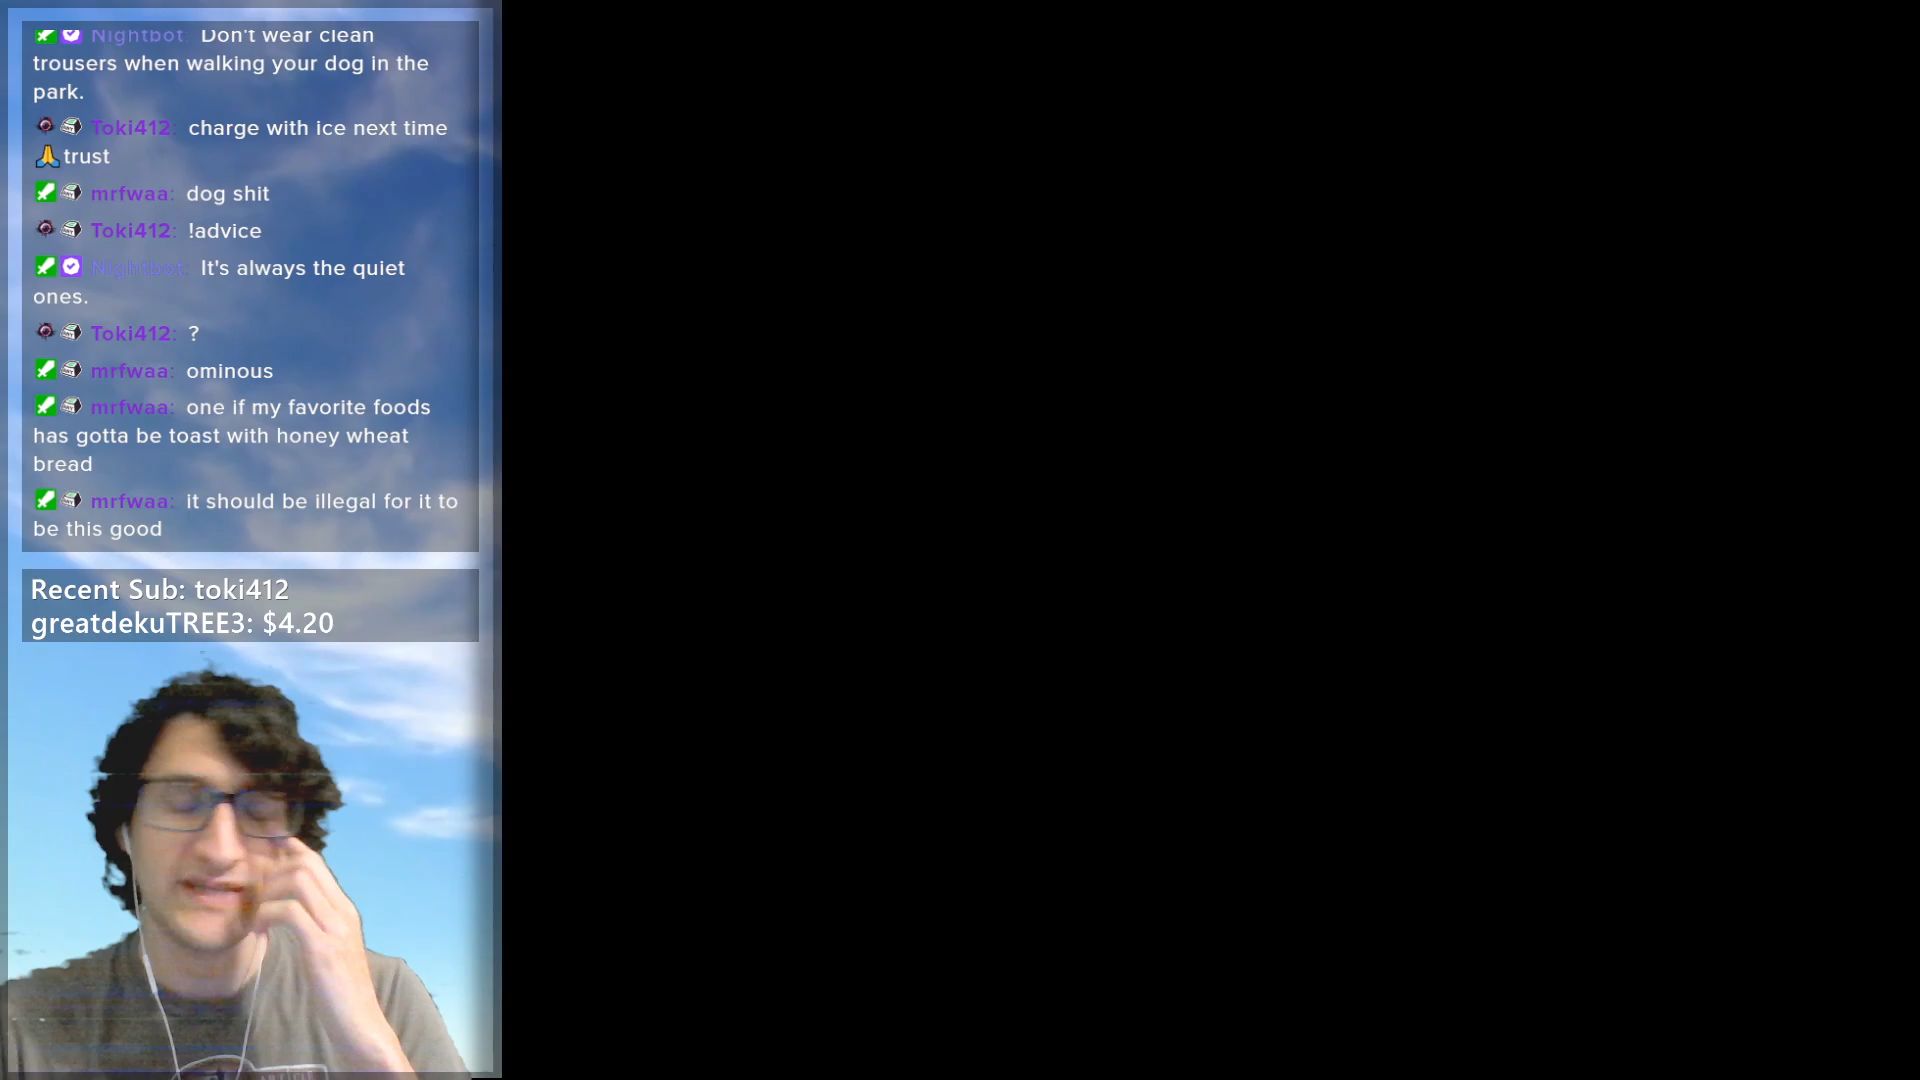 Nightbot: Don't wear clean
trousers when walking your dog in the
park.
Toki412: charge with ice next time
🙏trust
mrfwaa: dog shit
Toki412: !advice
Nightbot: It's always the quiet
ones.
Toki412: ?
mrfwaa: ominous
mrfwaa: one if my favorite foods
has gotta be toast with honey wheat
bread
mrfwaa: it should be illegal for it to
be this good
Recent Sub: toki412
greatdekuTREE3: $4.20